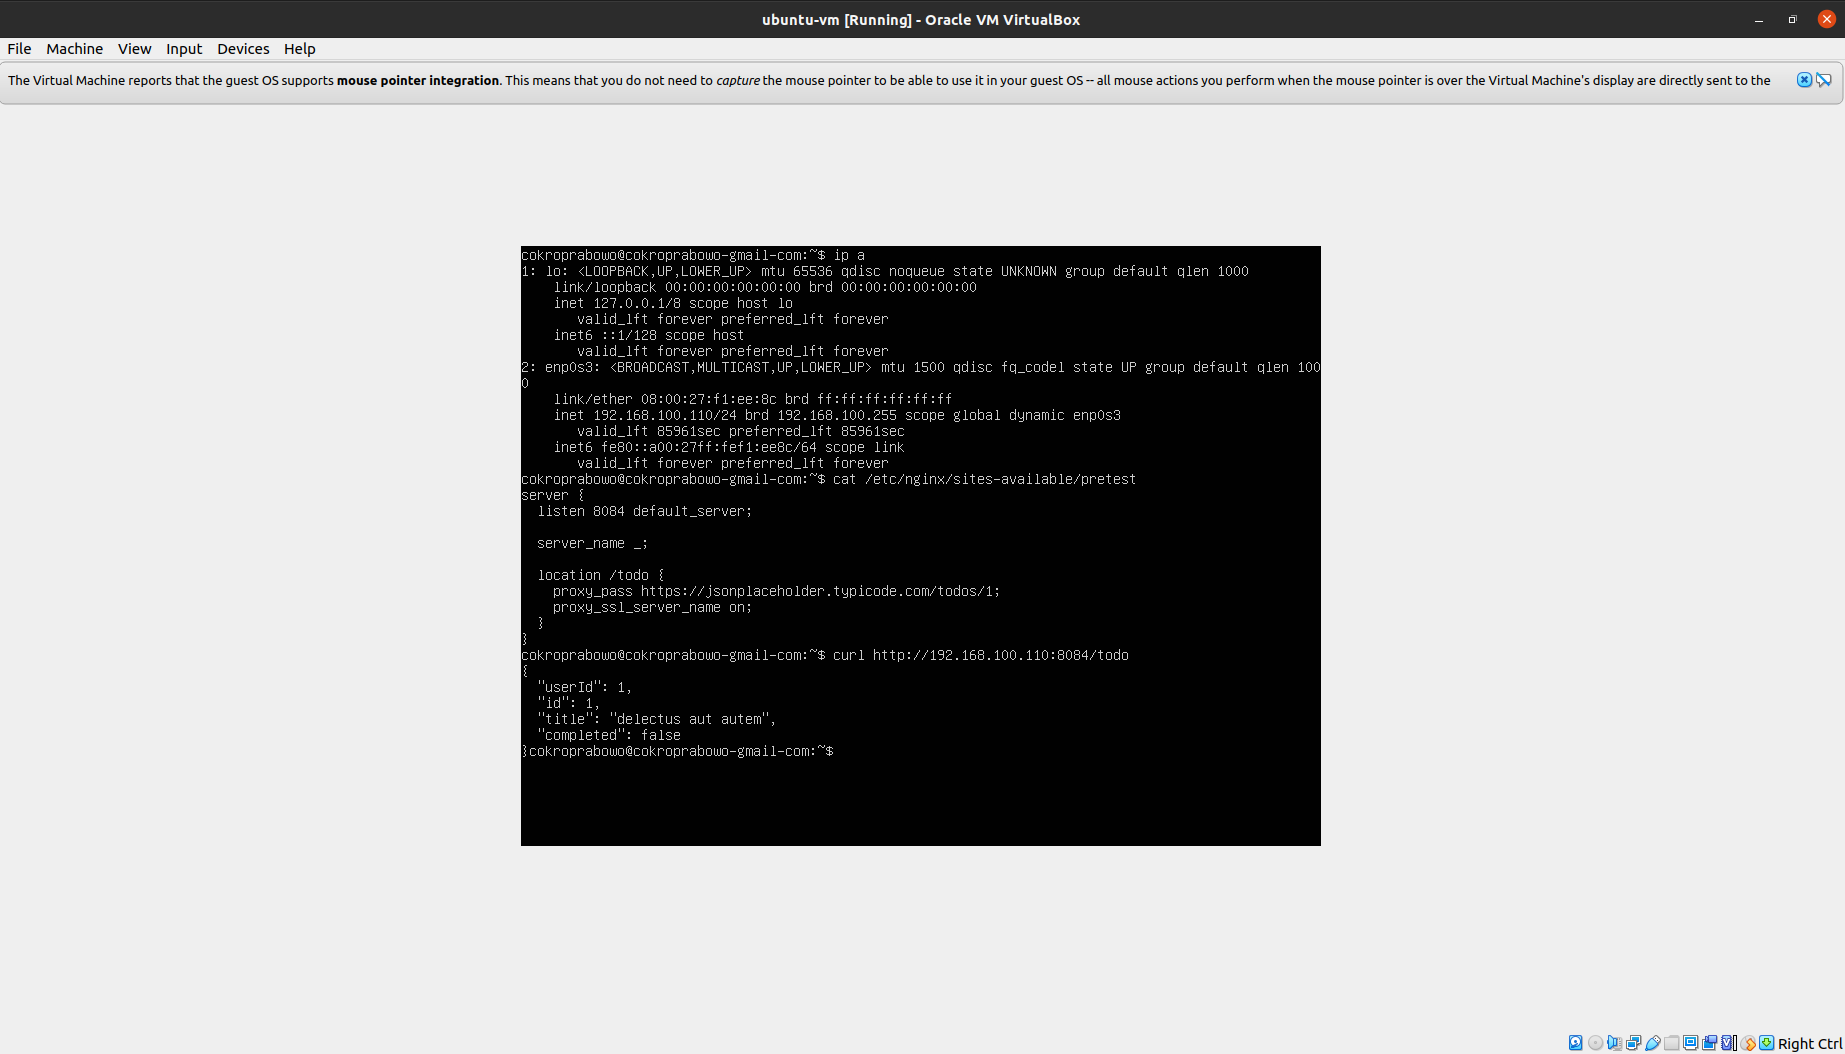 ubuntu-vm [Running] - Oracle VM VirtualBox
File Machine View Input Devices Help
The Virtual Machine reports that the guest OS supports mouse pointer integration. This means that you do not need to capture the mouse pointer to be able to use it in your guest OS -- all mouse actions you perform when the mouse pointer is over the Virtual Machine's display are directly sent to the
cokroprabowo@cokroprabowo-gmail-com:~$ ip a
1: lo: <LOOPBACK,UP,LOWER_UP> mtu 65536 qdisc noqueue state UNKNOWN group default qlen 1000
    link/loopback 00:00:00:00:00:00 brd 00:00:00:00:00:00
    inet 127.0.0.1/8 scope host lo
       valid_lft forever preferred_lft forever
    inet6 ::1/128 scope host
       valid_lft forever preferred_lft forever
2: enp0s3: <BROADCAST,MULTICAST,UP,LOWER_UP> mtu 1500 qdisc fq_codel state UP group default qlen 100
0
    link/ether 08:00:27:f1:ee:8c brd ff:ff:ff:ff:ff:ff
    inet 192.168.100.110/24 brd 192.168.100.255 scope global dynamic enp0s3
       valid_lft 85961sec preferred_lft 85961sec
    inet6 fe80::a00:27ff:fef1:ee8c/64 scope link
       valid_lft forever preferred_lft forever
cokroprabowo@cokroprabowo-gmail-com:~$ cat /etc/nginx/sites-available/pretest
server {
  listen 8084 default_server;
  server_name _;
  location /todo {
    proxy_pass https://jsonplaceholder.typicode.com/todos/1;
    proxy_ssl_server_name on;
  }
}
cokroprabowo@cokroprabowo-gmail-com:~$ curl http://192.168.100.110:8084/todo
{
  "userId": 1,
  "id": 1,
  "title": "delectus aut autem",
  "completed": false
}cokroprabowo@cokroprabowo-gmail-com:~$
Right Ctrl